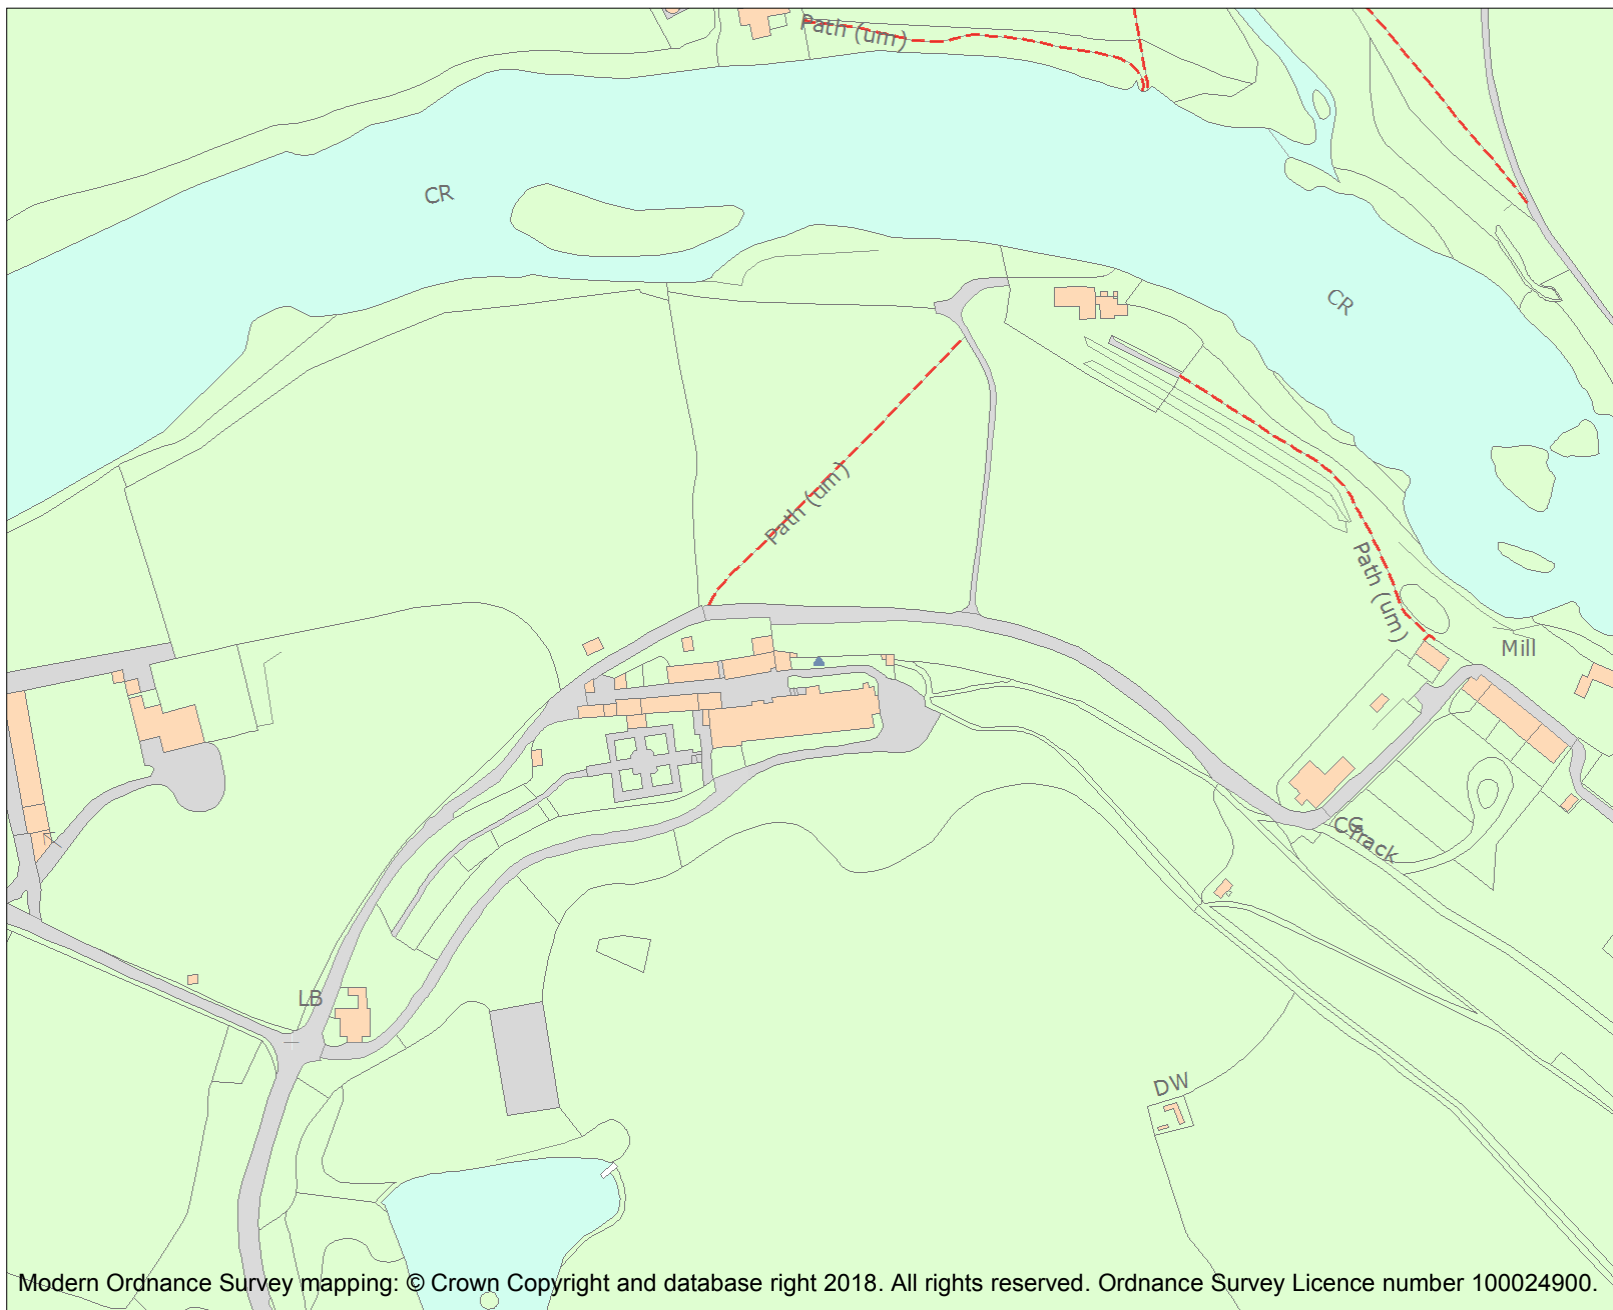 Path (um)
CR
CR
Path (um)
Path (um)
Mill
CG
Track
LB
DW
Modern Ordnance Survey mapping: © Crown Copyright and database right 2018. All rights reserved. Ordnance Survey Licence number 100024900.